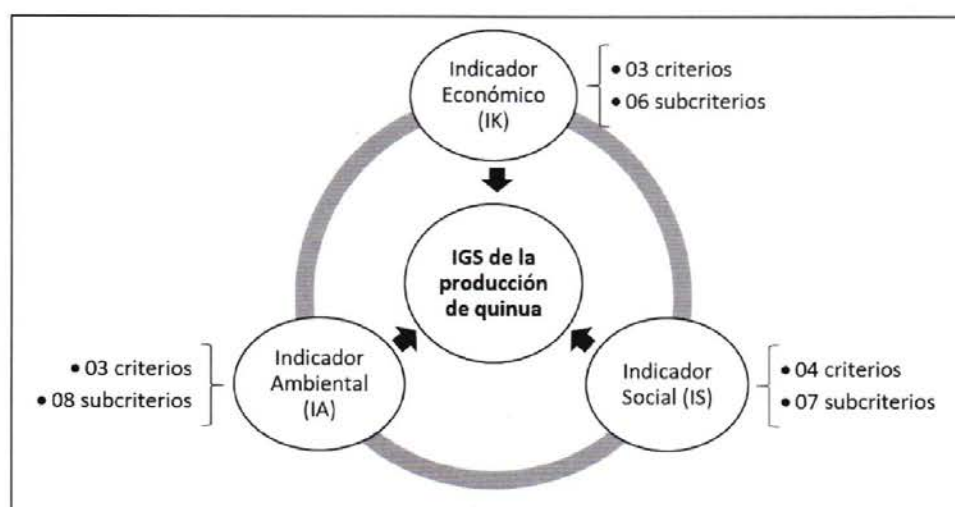 Indicador
Económico
(IK)
• 03 criterios
• 06 subcriterios
IGS de la
producción
de quinua
• 03 criterios
• 08 subcriterios
Indicador
Ambiental
(IA)
Indicador
Social (IS)
• 04 criterios
• 07 subcriterios